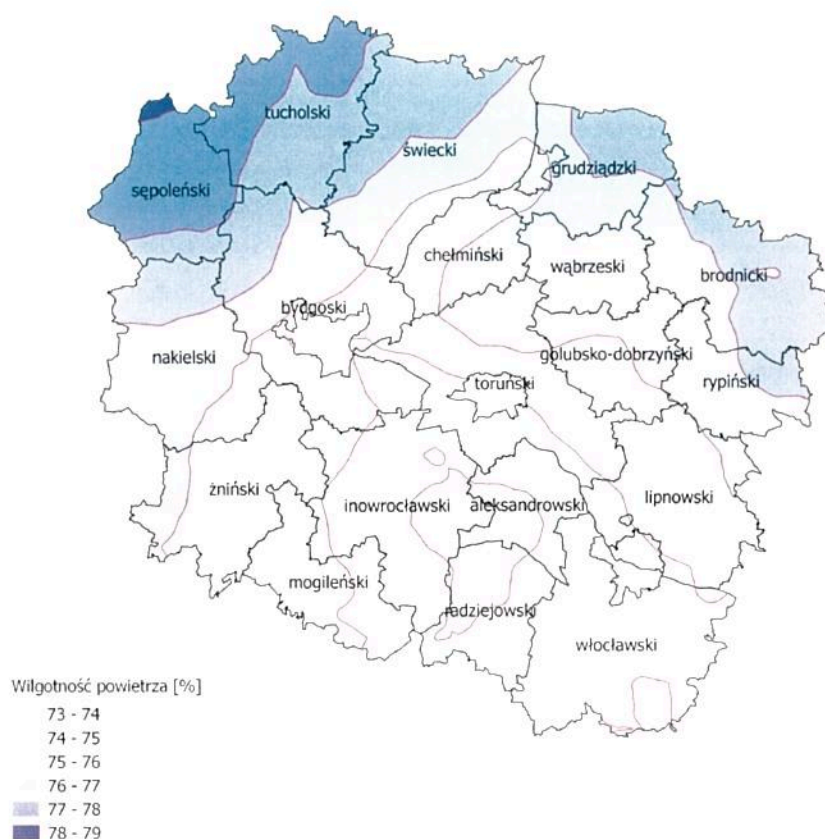 tucholski
świecki
grudziądzki
sępoleński
chełmiński
wąbrzeski
brodnicki
bydgoski
nakielski
golubsko-dobrzyński
toruński
rypiński
żniński
inowrocławski
aleksandrowski
lipnowski
mogileński
radziejowski
włocławski
Wilgotność powietrza [%]
73 - 74
74 - 75
75 - 76
76 - 77
77 - 78
78 - 79